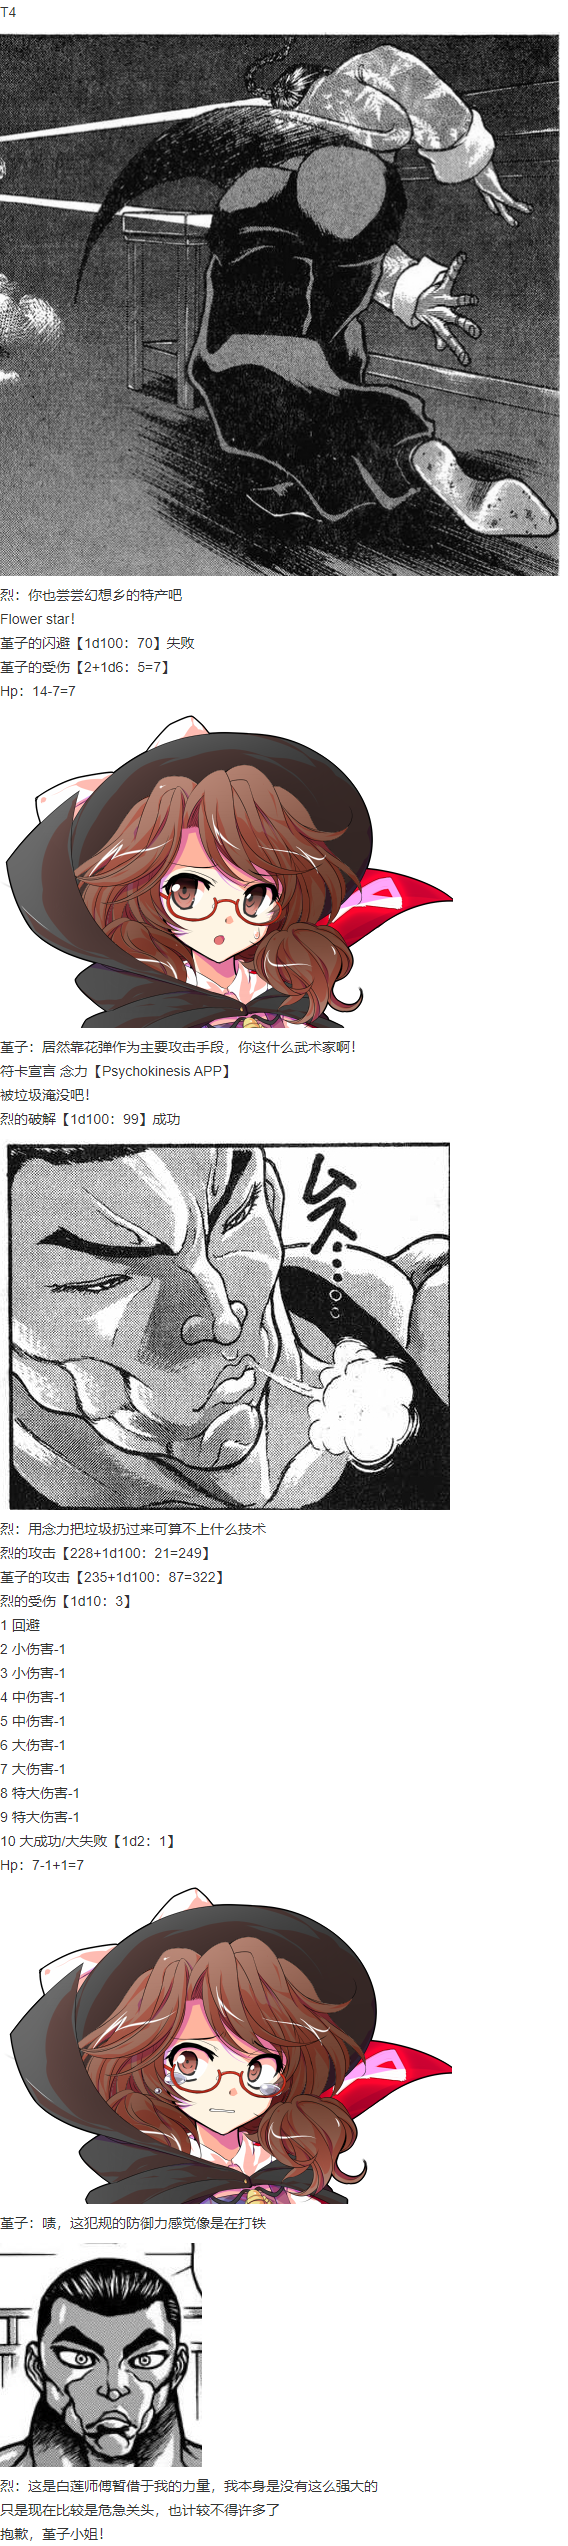 T4
烈：你也尝尝幻想乡的特产吧
Flower star！
堇子的闪避【1d100：70】失败
堇子的受伤【2+1d6：5=7】
Hp：14-7=7
堇子：居然靠花弹作为主要攻击手段，你这什么武术家啊！
符卡宣言 念力【Psychokinesis APP】
被垃圾淹没吧！
烈的破解【1d100：99】成功
ムス…
烈：用念力把垃圾扔过来可算不上什么技术
烈的攻击【228+1d100：21=249】
堇子的攻击【235+1d100：87=322】
烈的受伤【1d10：3】
1 回避
2 小伤害-1
3 小伤害-1
4 中伤害-1
5 中伤害-1
6 大伤害-1
7 大伤害-1
8 特大伤害-1
9 特大伤害-1
10 大成功/大失败【1d2：1】
Hp：7-1+1=7
堇子：啧，这犯规的防御力感觉像是在打铁
烈：这是白莲师傅暂借于我的力量，我本身是没有这么强大的
只是现在比较是危急关头，也计较不得许多了
抱歉，堇子小姐！